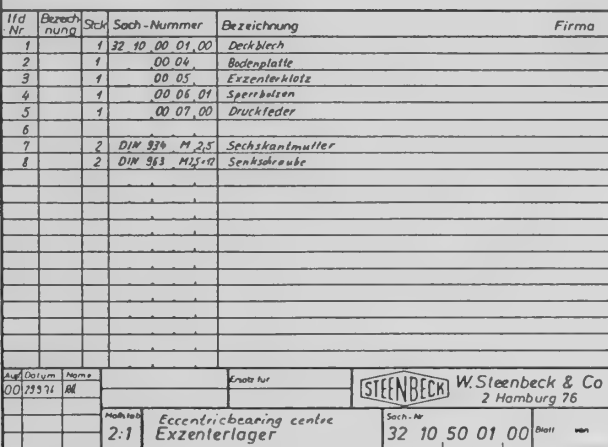 lfd Nr. Bezeichnung Stck Sach-Nummer Bezeichnung Firma
1 1 32 10 00 01 00 Deckblech
2 1 00 04 Bodenplatte
3 1 00 05 Exzenterklotz
4 1 00 06 01 Sperrbolzen
5 1 00 07 00 Druckfeder
6
7 2 DIN 934 M 2,5 Sechskantmutter
8 2 DIN 963 Senkschraube
Datum Name
00
Ersatz für
STEENBECK W. Steenbeck & Co
2 Hamburg 76
Maßstab
2:1
Eccentricbearing centre
Exzenterlager
Sach.-Nr
32 10 50 01 00
Blatt von